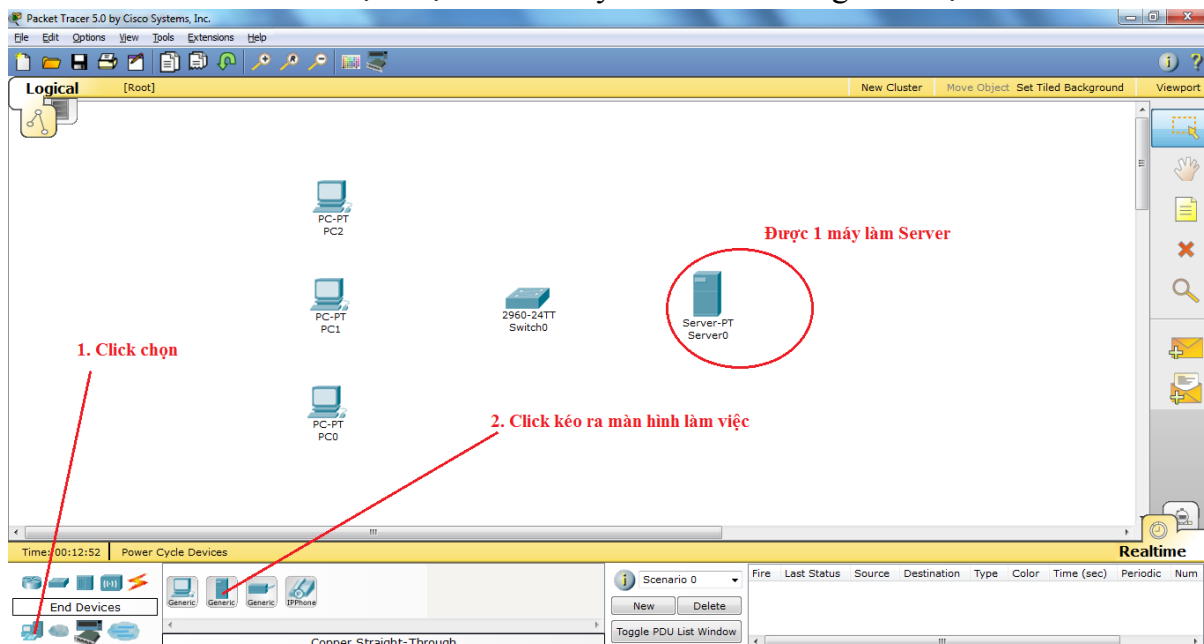 Packet Tracer 5.0 by Cisco Systems, Inc.
File Edit Options View Tools Extensions Help
Logical [Root] New Cluster Move Object Set Tiled Background Viewport
PC-PT
PC2
Được 1 máy làm Server
PC-PT
PC1
2960-24TT
Switch0
Server-PT
Server0
1. Click chọn
PC-PT
PC0
2. Click kéo ra màn hình làm việc
Time: 00:12:52 Power Cycle Devices Realtime
End Devices
Generic Generic Generic IPPhone
Copper Straight-Through
Scenario 0
New Delete
Toggle PDU List Window
Fire Last Status Source Destination Type Color Time (sec) Periodic Num